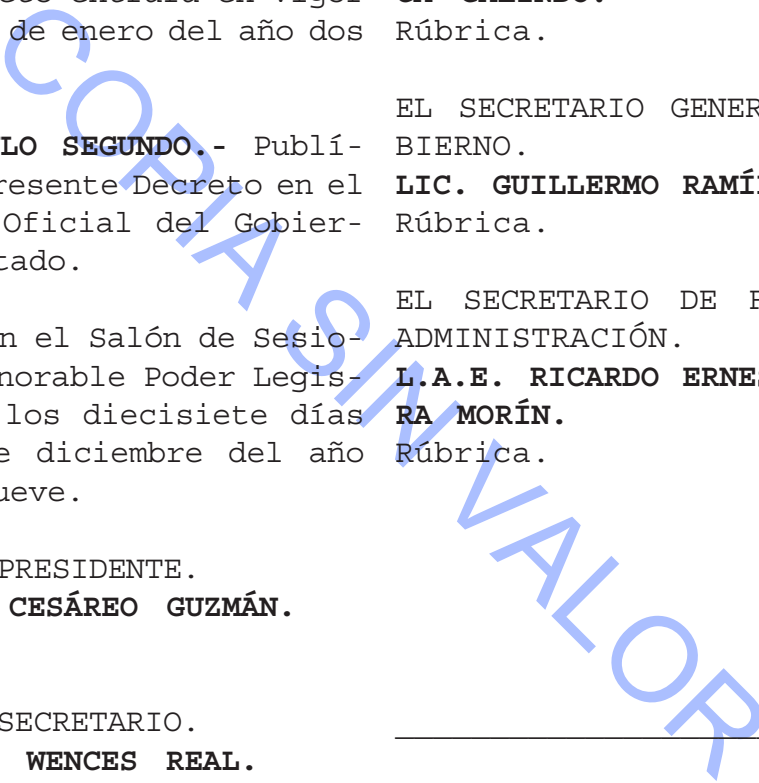 de enero del año dos
LO SEGUNDO.- Publí-
resente Decreto en el
Oficial del Gobier-
tado.
n el Salón de Sesio-
norable Poder Legis-
los diecisiete días
e diciembre del año
ueve.
PRESIDENTE.
CESÁREO GUZMÁN.
SECRETARIO.
WENCES REAL.
Rúbrica.
EL SECRETARIO GENER
BIERNO.
LIC. GUILLERMO RAMÍ
Rúbrica.
EL SECRETARIO DE
ADMINISTRACIÓN.
L.A.E. RICARDO ERNES
RA MORÍN.
Rúbrica.
COPIA SIN VALOR